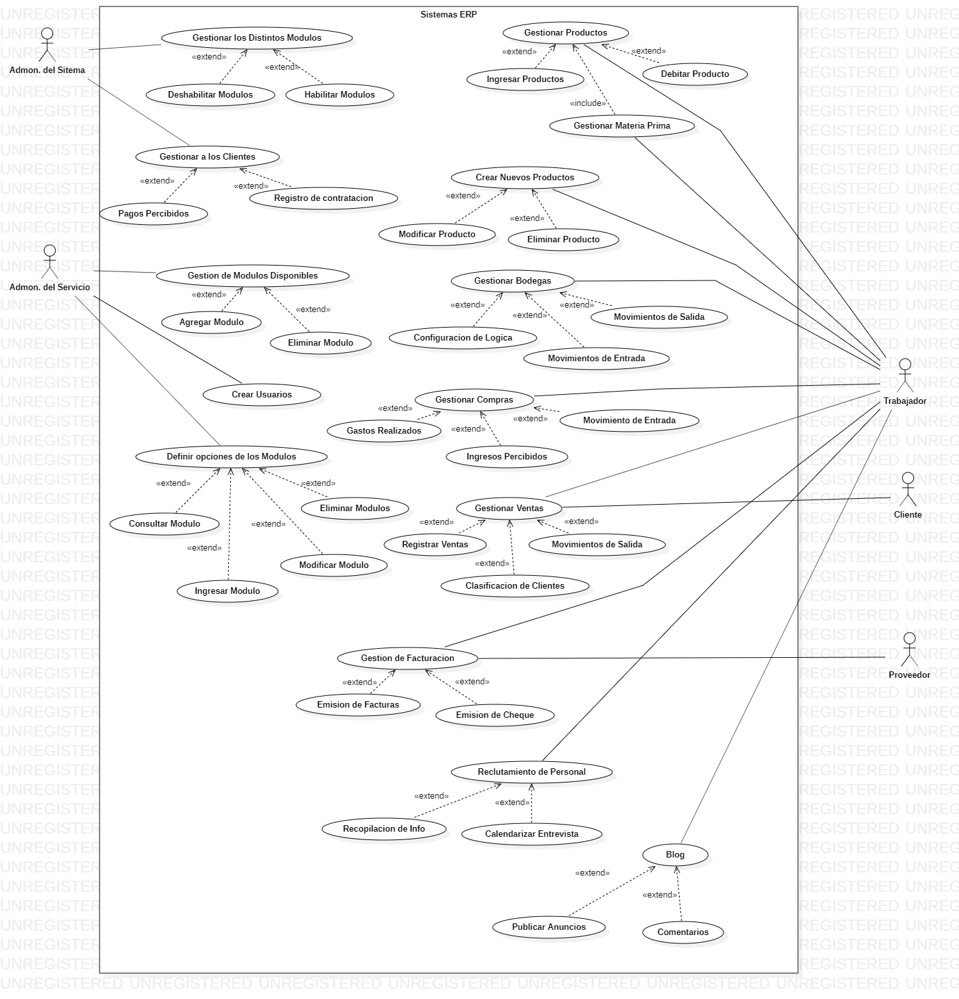 Sistemas ERP
Admon. del Sitema
Gestionar los Distintos Modulos
«extend»
«extend»
Deshabilitar Modulos
Habilitar Modulos
Gestionar a los Clientes
«extend»
«extend»
Pagos Percibidos
Registro de contratacion
Admon. del Servicio
Gestion de Modulos Disponibles
«extend»
«extend»
Agregar Modulo
Eliminar Modulo
Crear Usuarios
Definir opciones de los Modulos
«extend»
«extend»
«extend»
«extend»
Consultar Modulo
Eliminar Modulos
Modificar Modulo
Ingresar Modulo
Gestionar Productos
«extend»
«extend»
Ingresar Productos
Debitar Producto
«include»
Gestionar Materia Prima
Crear Nuevos Productos
«extend»
«extend»
Modificar Producto
Eliminar Producto
Gestionar Bodegas
«extend»
«extend»
«extend»
Movimientos de Salida
Configuracion de Logica
Movimientos de Entrada
Gestionar Compras
«extend»
«extend»
«extend»
Gastos Realizados
Movimiento de Entrada
Ingresos Percibidos
Gestionar Ventas
«extend»
«extend»
«extend»
Registrar Ventas
Movimientos de Salida
Clasificacion de Clientes
Gestion de Facturacion
«extend»
«extend»
Emision de Facturas
Emision de Cheque
Reclutamiento de Personal
«extend»
«extend»
Recopilacion de Info
Calendarizar Entrevista
Blog
«extend»
«extend»
Publicar Anuncios
Comentarios
Trabajador
Cliente
Proveedor
UNREGISTERED UNREGISTERED UNREGISTERED UNREGISTERED UNREGISTERED UNREGISTERED UNREGISTERED